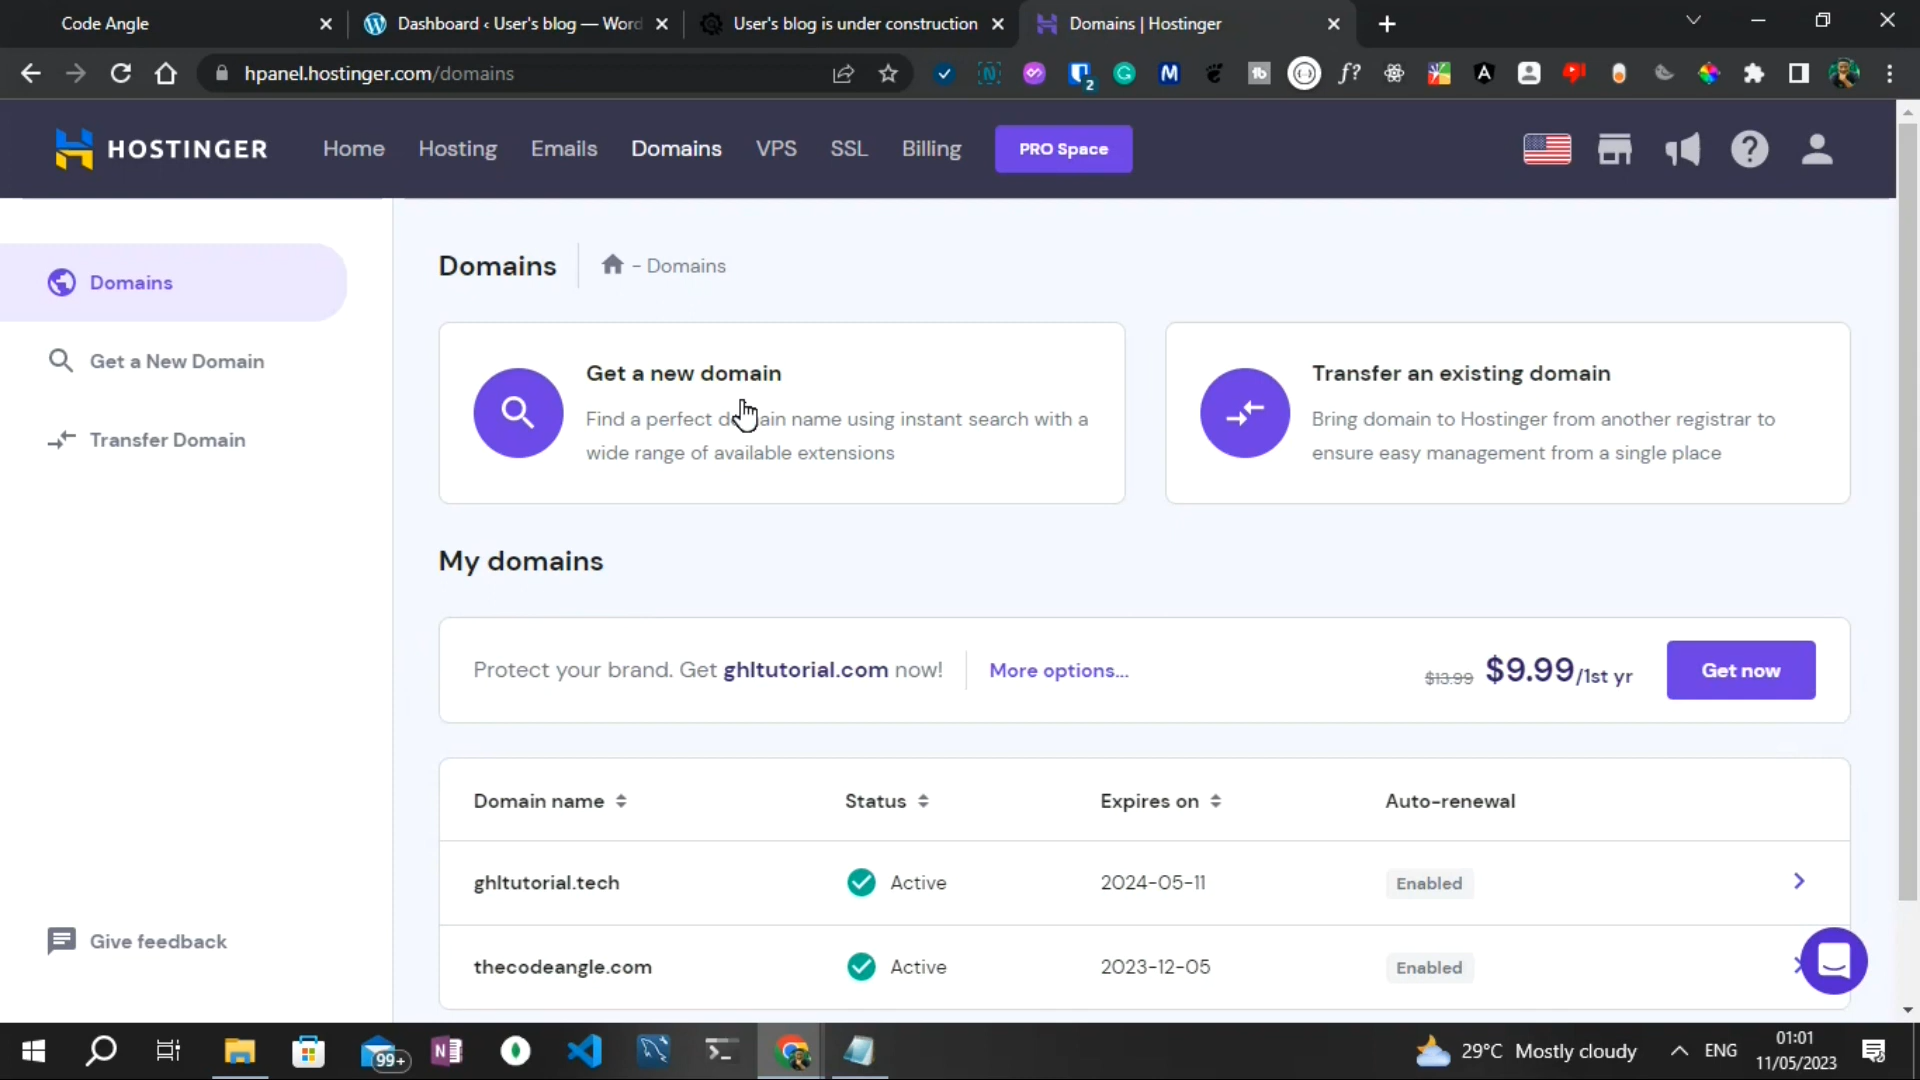 Code Angle
Dashboard ‹ User's blog — Word
User's blog is under construction
Domains | Hostinger
hpanel.hostinger.com/domains
2
HOSTINGER
Home
Hosting
Emails
Domains
VPS
SSL
Billing
PRO Space
Domains
Get a New Domain
Transfer Domain
Give feedback
Domains
- Domains
Get a new domain
Find a perfect domain name using instant search with a
wide range of available extensions
Transfer an existing domain
Bring domain to Hostinger from another registrar to
ensure easy management from a single place
My domains
Protect your brand. Get ghltutorial.com now!
More options...
$13.99 $9.99/1st yr
Get now
Domain name
Status
Expires on
Auto-renewal
ghltutorial.tech
Active
2024-05-11
Enabled
thecodeangle.com
Active
2023-12-05
Enabled
99+
29°C Mostly cloudy
ENG
01:01
11/05/2023